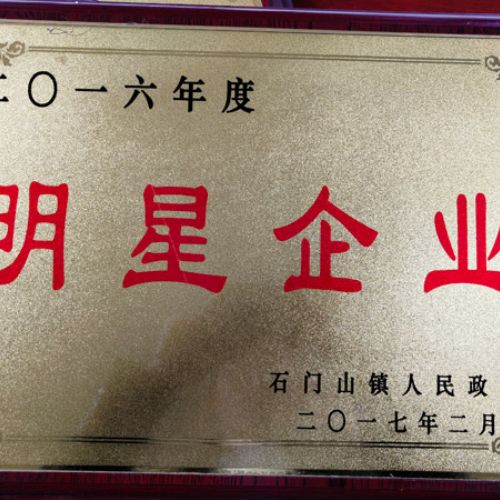 二〇一六年度
明星企业
石门山镇人民政
二〇一七年二月